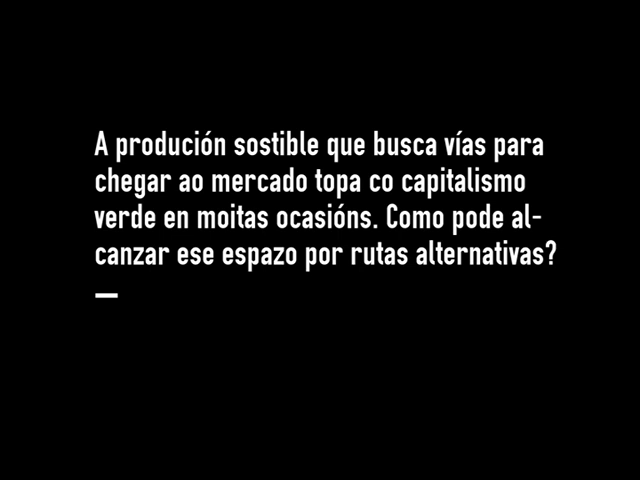 A produción sostible que busca vías para
chegar ao mercado topa co capitalismo
verde en moitas ocasións. Como pode al-
canzar ese espazo por rutas alternativas?
—